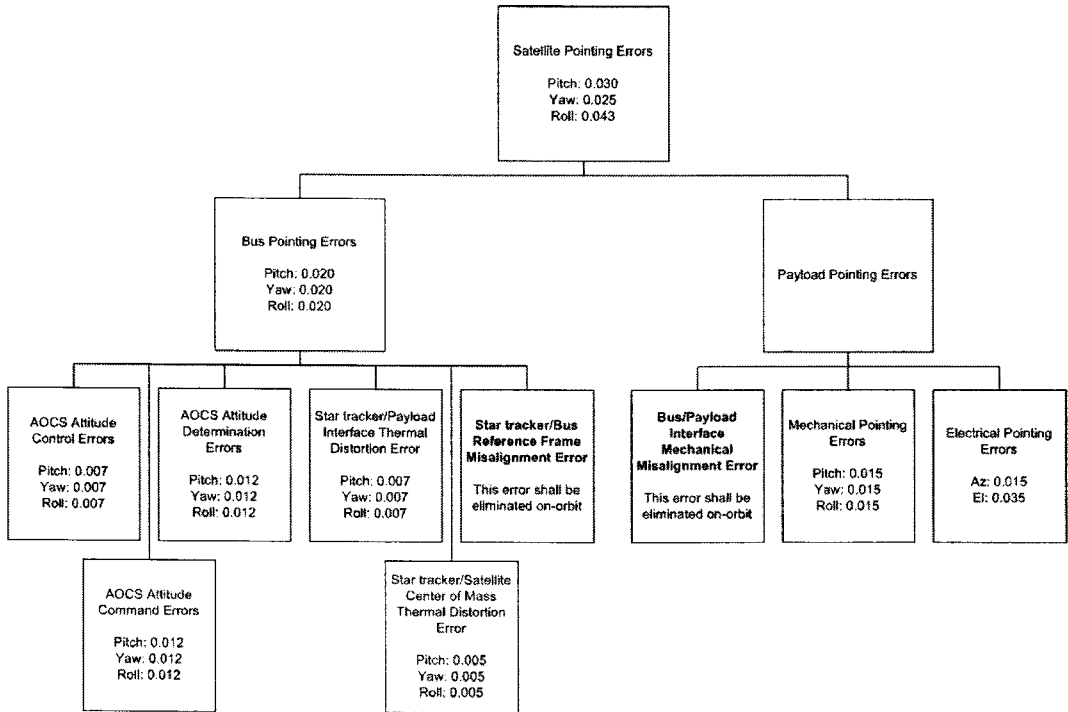 Satellite Pointing Errors
Pitch: 0.030
Yaw: 0.025
Roll: 0.043
Bus Pointing Errors
Pitch: 0.020
Yaw: 0.020
Roll: 0.020
Payload Pointing Errors
AOCS Attitude
Control Errors
Pitch: 0.007
Yaw: 0.007
Roll: 0.007
AOCS Attitude
Determination
Errors
Pitch: 0.012
Yaw: 0.012
Roll: 0.012
Star tracker/Payload
Interface Thermal
Distortion Error
Pitch: 0.007
Yaw: 0.007
Roll: 0.007
Star tracker/Bus
Reference Frame
Misalignment Error
This error shall be
eliminated on-orbit
Bus/Payload
Interface
Mechanical
Misalignment Error
This error shall be
eliminated on-orbit
Mechanical Pointing
Errors
Pitch: 0.015
Yaw: 0.015
Roll: 0.015
Electrical Pointing
Errors
Az: 0.015
El: 0.035
AOCS Attitude
Command Errors
Pitch: 0.012
Yaw: 0.012
Roll: 0.012
Star tracker/Satellite
Center of Mass
Thermal Distortion
Error
Pitch: 0.005
Yaw: 0.005
Roll: 0.005